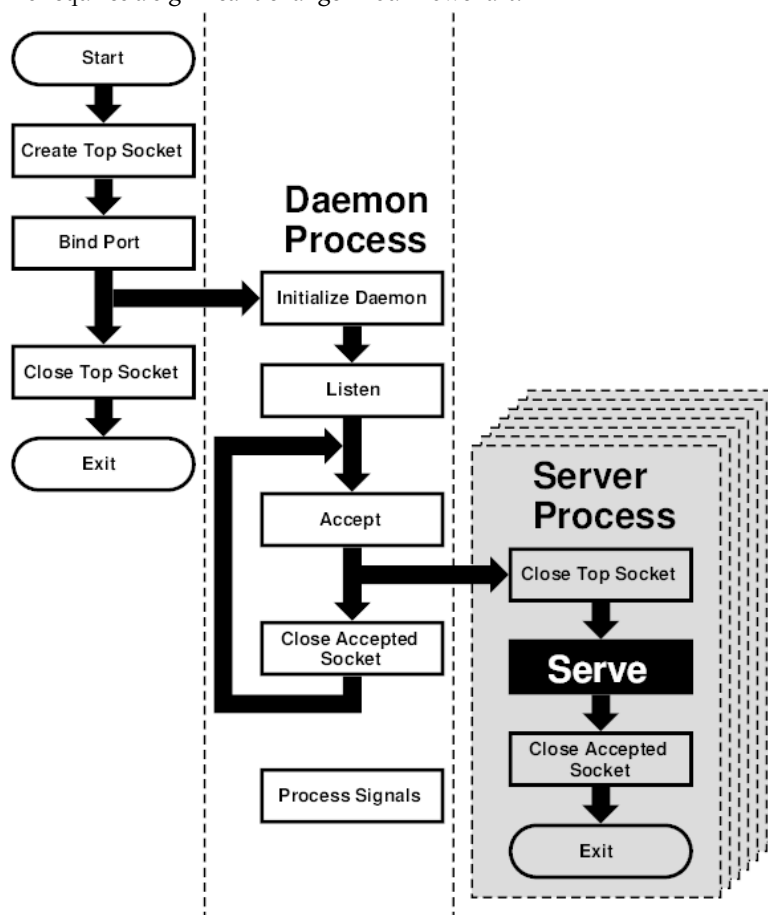 Start
Create Top Socket
Bind Port
Close Top Socket
Exit
Daemon
Process
Initialize Daemon
Listen
Accept
Close Accepted
Socket
Process Signals
Server
Process
Close Top Socket
Serve
Close Accepted
Socket
Exit